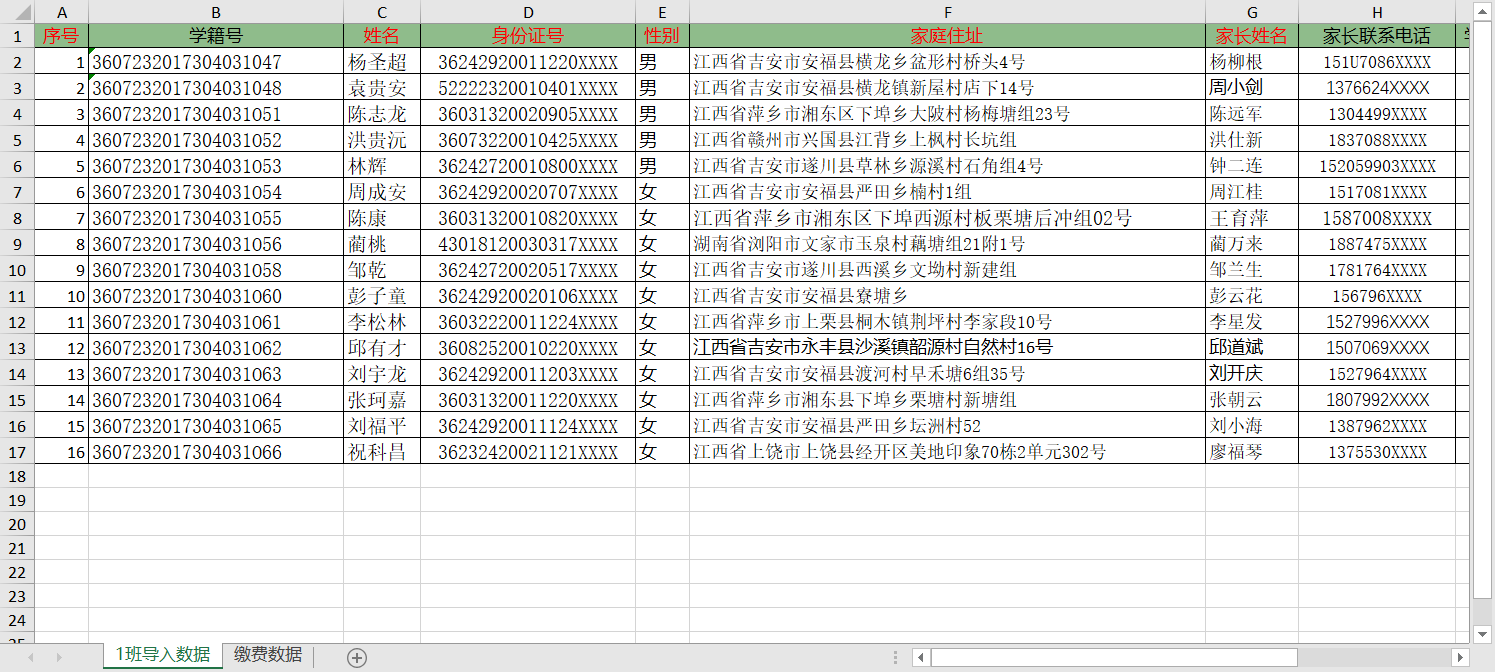 A B C D E F G H
1 序号 学籍号 姓名 身份证号 性别 家庭住址 家长姓名 家长联系电话
2 1 3607232017304031047 杨圣超 36242920011220XXXX 男 江西省吉安市安福县横龙乡盆形村桥头4号 杨柳根 151U7086XXXX
3 2 3607232017304031048 袁贵安 52222320010401XXXX 男 江西省吉安市安福县横龙镇新屋村店下14号 周小剑 1376624XXXX
4 3 3607232017304031051 陈志龙 36031320020905XXXX 男 江西省萍乡市湘东区下埠乡大陂村杨梅塘组23号 陈远军 1304499XXXX
5 4 3607232017304031052 洪贵沅 36073220010425XXXX 男 江西省赣州市兴国县江背乡上枫村长坑组 洪仕新 1837088XXXX
6 5 3607232017304031053 林辉 36242720010800XXXX 男 江西省吉安市遂川县草林乡源溪村石角组4号 钟二连 152059903XXXX
7 6 3607232017304031054 周成安 36242920020707XXXX 女 江西省吉安市安福县严田乡楠村1组 周江桂 1517081XXXX
8 7 3607232017304031055 陈康 36031320010820XXXX 女 江西省萍乡市湘东区下埠西源村板栗塘后冲组02号 王育萍 1587008XXXX
9 8 3607232017304031056 蔺桃 43018120030317XXXX 女 湖南省浏阳市文家市玉泉村藕塘组21附1号 蔺万来 1887475XXXX
10 9 3607232017304031058 邹乾 36242720020517XXXX 女 江西省吉安市遂川县西溪乡文坳村新建组 邹兰生 1781764XXXX
11 10 3607232017304031060 彭子童 36242920020106XXXX 女 江西省吉安市安福县寮塘乡 彭云花 156796XXXX
12 11 3607232017304031061 李松林 36032220011224XXXX 女 江西省萍乡市上栗县桐木镇荆坪村李家段10号 李星发 1527996XXXX
13 12 3607232017304031062 邱有才 36082520010220XXXX 女 江西省吉安市永丰县沙溪镇韶源村自然村16号 邱道斌 1507069XXXX
14 13 3607232017304031063 刘宇龙 36242920011203XXXX 女 江西省吉安市安福县渡河村早禾塘6组35号 刘开庆 1527964XXXX
15 14 3607232017304031064 张珂嘉 36031320011220XXXX 女 江西省萍乡市湘东县下埠乡栗塘村新塘组 张朝云 1807992XXXX
16 15 3607232017304031065 刘福平 36242920011124XXXX 女 江西省吉安市安福县严田乡坛洲村52 刘小海 1387962XXXX
17 16 3607232017304031066 祝科昌 36232420021121XXXX 女 江西省上饶市上饶县经开区美地印象70栋2单元302号 廖福琴 1375530XXXX
18
19
20
21
22
23
24
1班导入数据 缴费数据